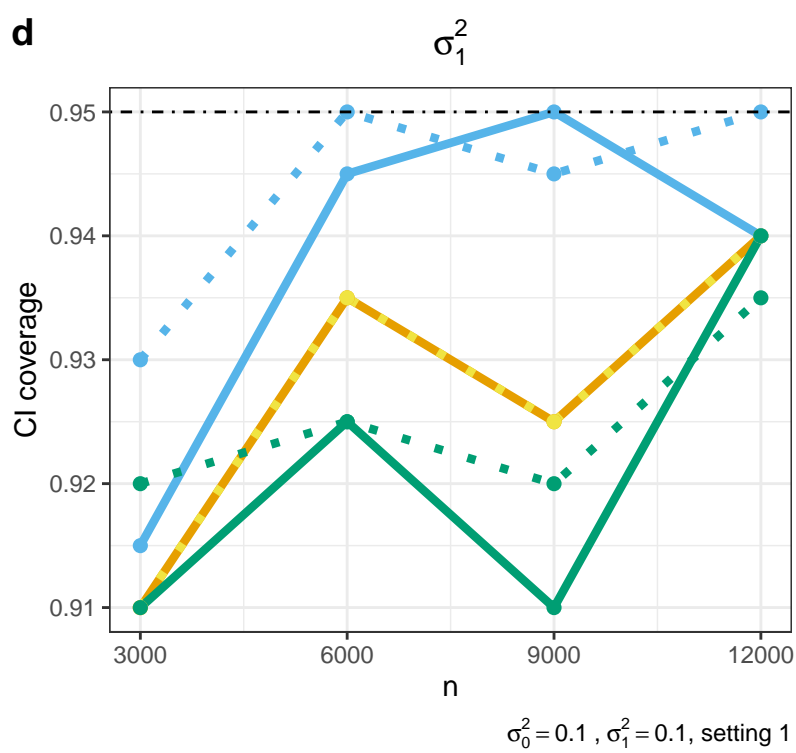 d
σ₁²
CI coverage
0.95
0.94
0.93
0.92
0.91
3000 6000 9000 12000
n
σ₀² = 0.1 , σ₁² = 0.1, setting 1